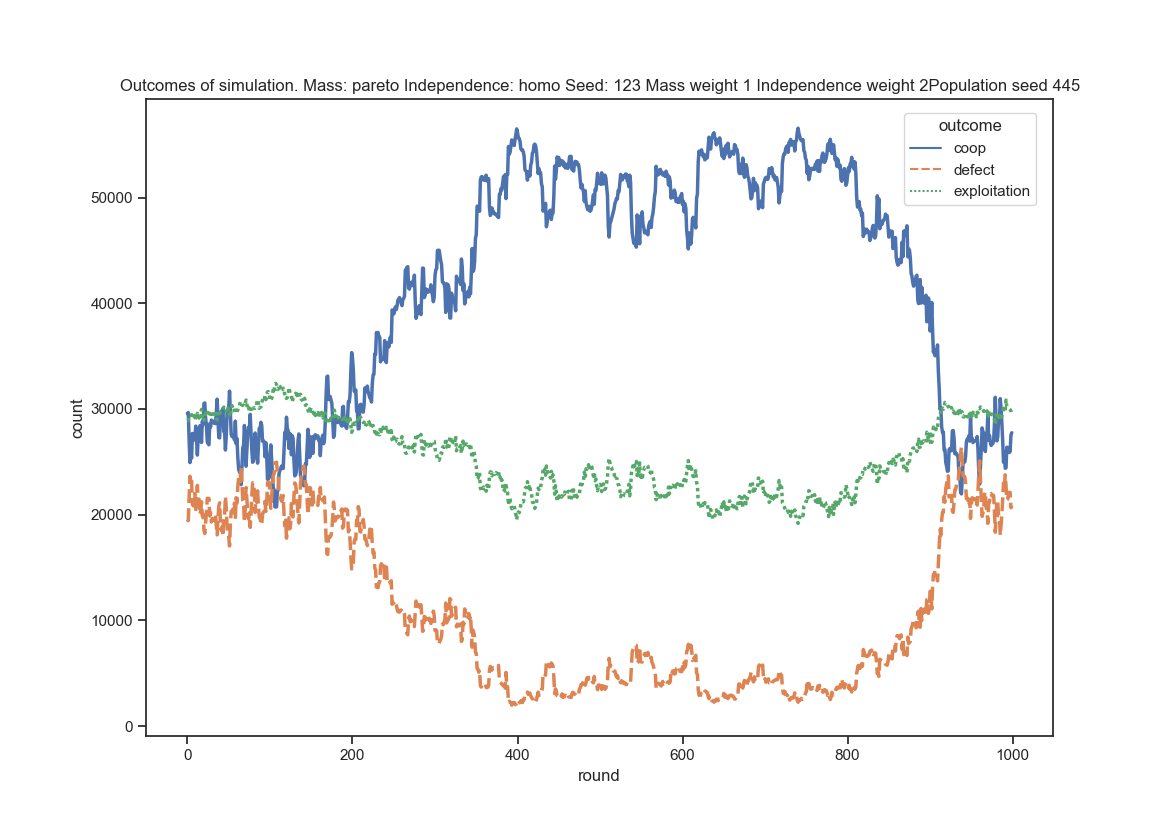 Outcomes of simulation. Mass: pareto Independence: homo Seed: 123 Mass weight 1 Independence weight 2Population seed 445
outcome
coop
defect
exploitation
50000
40000
30000
20000
10000
0
count
0 200 400 600 800 1000
round